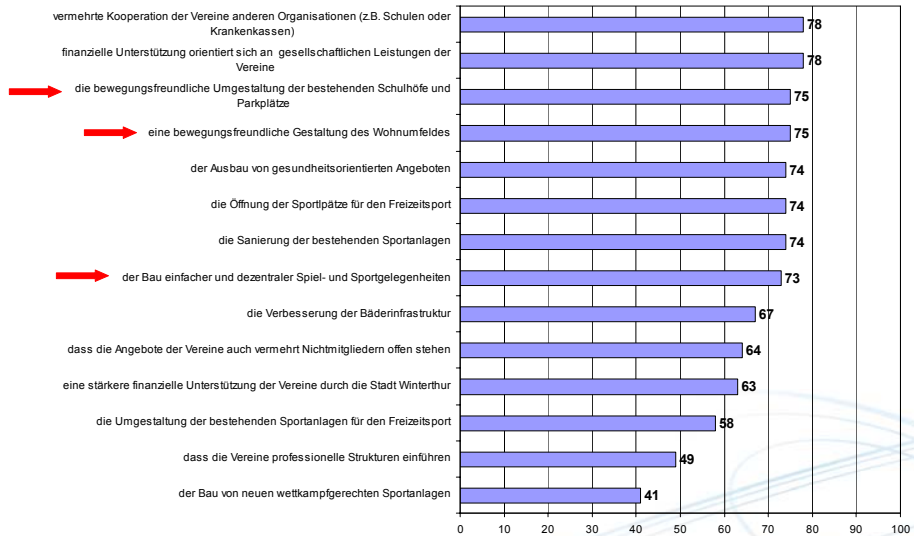 vermehrte Kooperation der Vereine anderen Organisationen (z.B. Schulen oder
Krankenkassen)
78
finanzielle Unterstützung orientiert sich an gesellschaftlichen Leistungen der
Vereine
78
die bewegungsfreundliche Umgestaltung der bestehenden Schulhöfe und
Parkplätze
75
eine bewegungsfreundliche Gestaltung des Wohnumfeldes
75
der Ausbau von gesundheitsorientierten Angeboten
74
die Öffnung der Sportlpätze für den Freizeitsport
74
die Sanierung der bestehenden Sportanlagen
74
der Bau einfacher und dezentraler Spiel- und Sportgelegenheiten
73
die Verbesserung der Bäderinfrastruktur
67
dass die Angebote der Vereine auch vermehrt Nichtmitgliedern offen stehen
64
eine stärkere finanzielle Unterstützung der Vereine durch die Stadt Winterthur
63
die Umgestaltung der bestehenden Sportanlagen für den Freizeitsport
58
dass die Vereine professionelle Strukturen einführen
49
der Bau von neuen wettkampfgerechten Sportanlagen
41
0 10 20 30 40 50 60 70 80 90 100